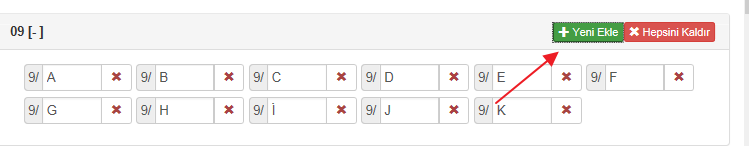 09 [- ] Yeni Ekle Hepsini Kaldır
9/ A 9/ B 9/ C 9/ D 9/ E 9/ F
9/ G 9/ H 9/ İ 9/ J 9/ K